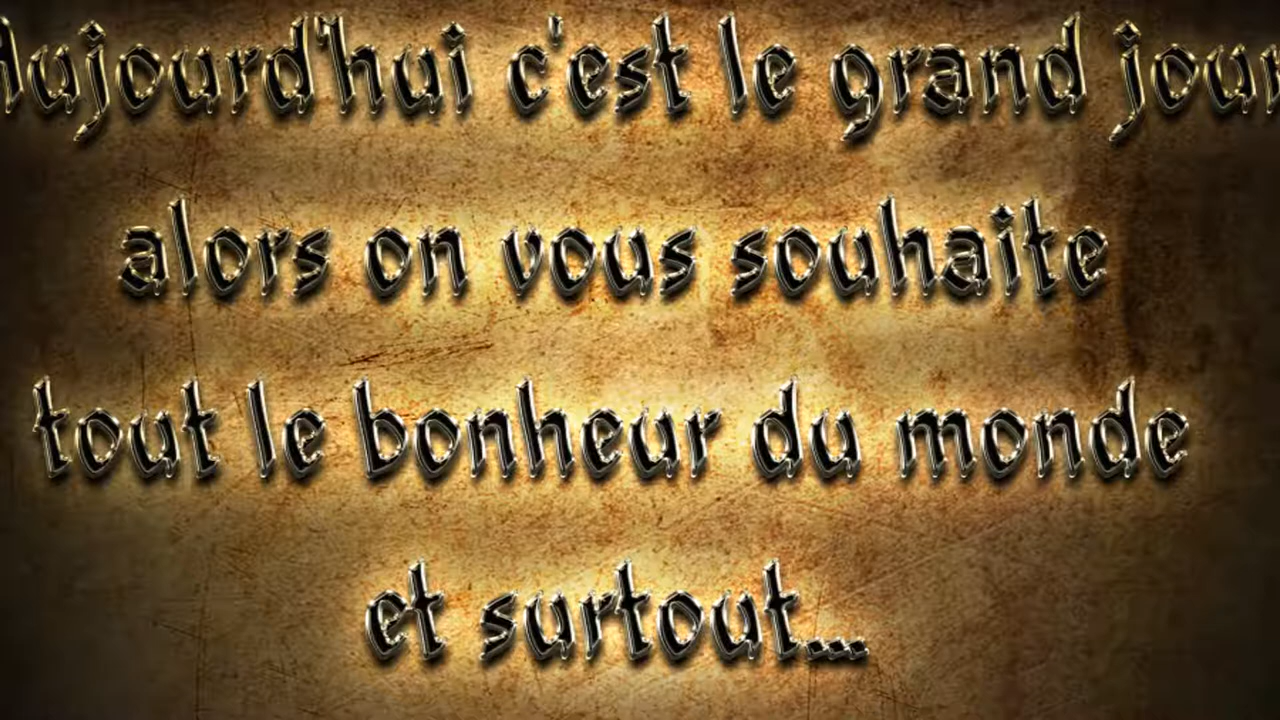 Aujourd'hui c'est le grand jour
alors on vous souhaite
tout le bonheur du monde
et surtout...